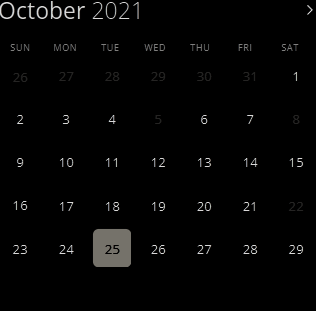 October 2021
SUN MON TUE WED THU FRI SAT
26 27 28 29 30 31 1
2 3 4 5 6 7 8
9 10 11 12 13 14 15
16 17 18 19 20 21 22
23 24 25 26 27 28 29